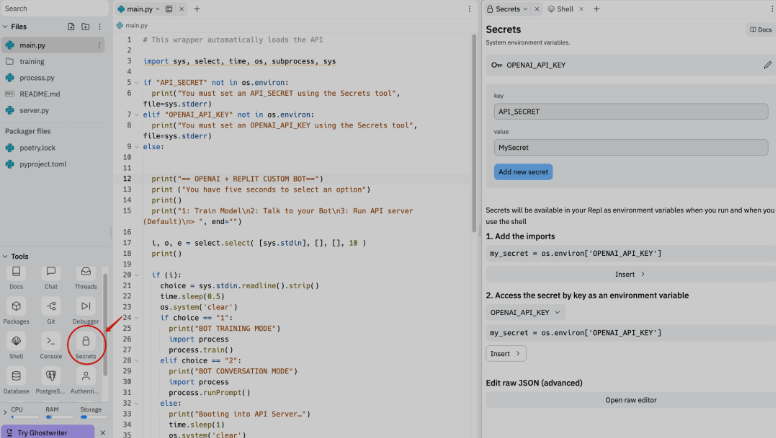 Search
Files
main.py
training
process.py
README.md
server.py
Packager files
poetry.lock
pyproject.toml
Tools
Docs
Chat
Threads
Packages
Git
Debugger
Shell
Console
Secrets
Database
PostgreS...
Authenti...
CPU
RAM
Storage
Try Ghostwriter
main.py
main.py
1 # This wrapper automatically loads the API
2
3 import sys, select, time, os, subprocess, sys
4
5 if "API_SECRET" not in os.environ:
6 print("You must set an API_SECRET using the Secrets tool",
file=sys.stderr)
7 elif "OPENAI_API_KEY" not in os.environ:
8 print("You must set an OPENAI_API_KEY using the Secrets tool",
file=sys.stderr)
9 else:
10
11
12 print("== OPENAI + REPLIT CUSTOM BOT==")
13 print ("You have five seconds to select an option")
14 print()
15 print("1: Train Model\n2: Talk to your Bot\n3: Run API server
(Default)\n> ", end="")
16
17 i, o, e = select.select( [sys.stdin], [], [], 10 )
18 print()
19
20 if (i):
21 choice = sys.stdin.readline().strip()
22 time.sleep(0.5)
23 os.system('clear')
24 if choice == "1":
25 print("BOT TRAINING MODE")
26 import process
27 process.train()
28 elif choice == "2":
29 print("BOT CONVERSATION MODE")
30 import process
31 process.runPrompt()
32 else:
33 print("Booting into API Server…")
34 time.sleep(1)
35 os.system('clear')
Secrets
Shell
Secrets
Docs
System environment variables.
OPENAI_API_KEY
key
API_SECRET
value
MySecret
Add new secret
Secrets will be available in your Repl as environment variables when you run and when you
use the shell
1. Add the imports
my_secret = os.environ['OPENAI_API_KEY']
Insert
2. Access the secret by key as an environment variable
OPENAI_API_KEY
my_secret = os.environ['OPENAI_API_KEY']
Insert
Edit raw JSON (advanced)
Open raw editor